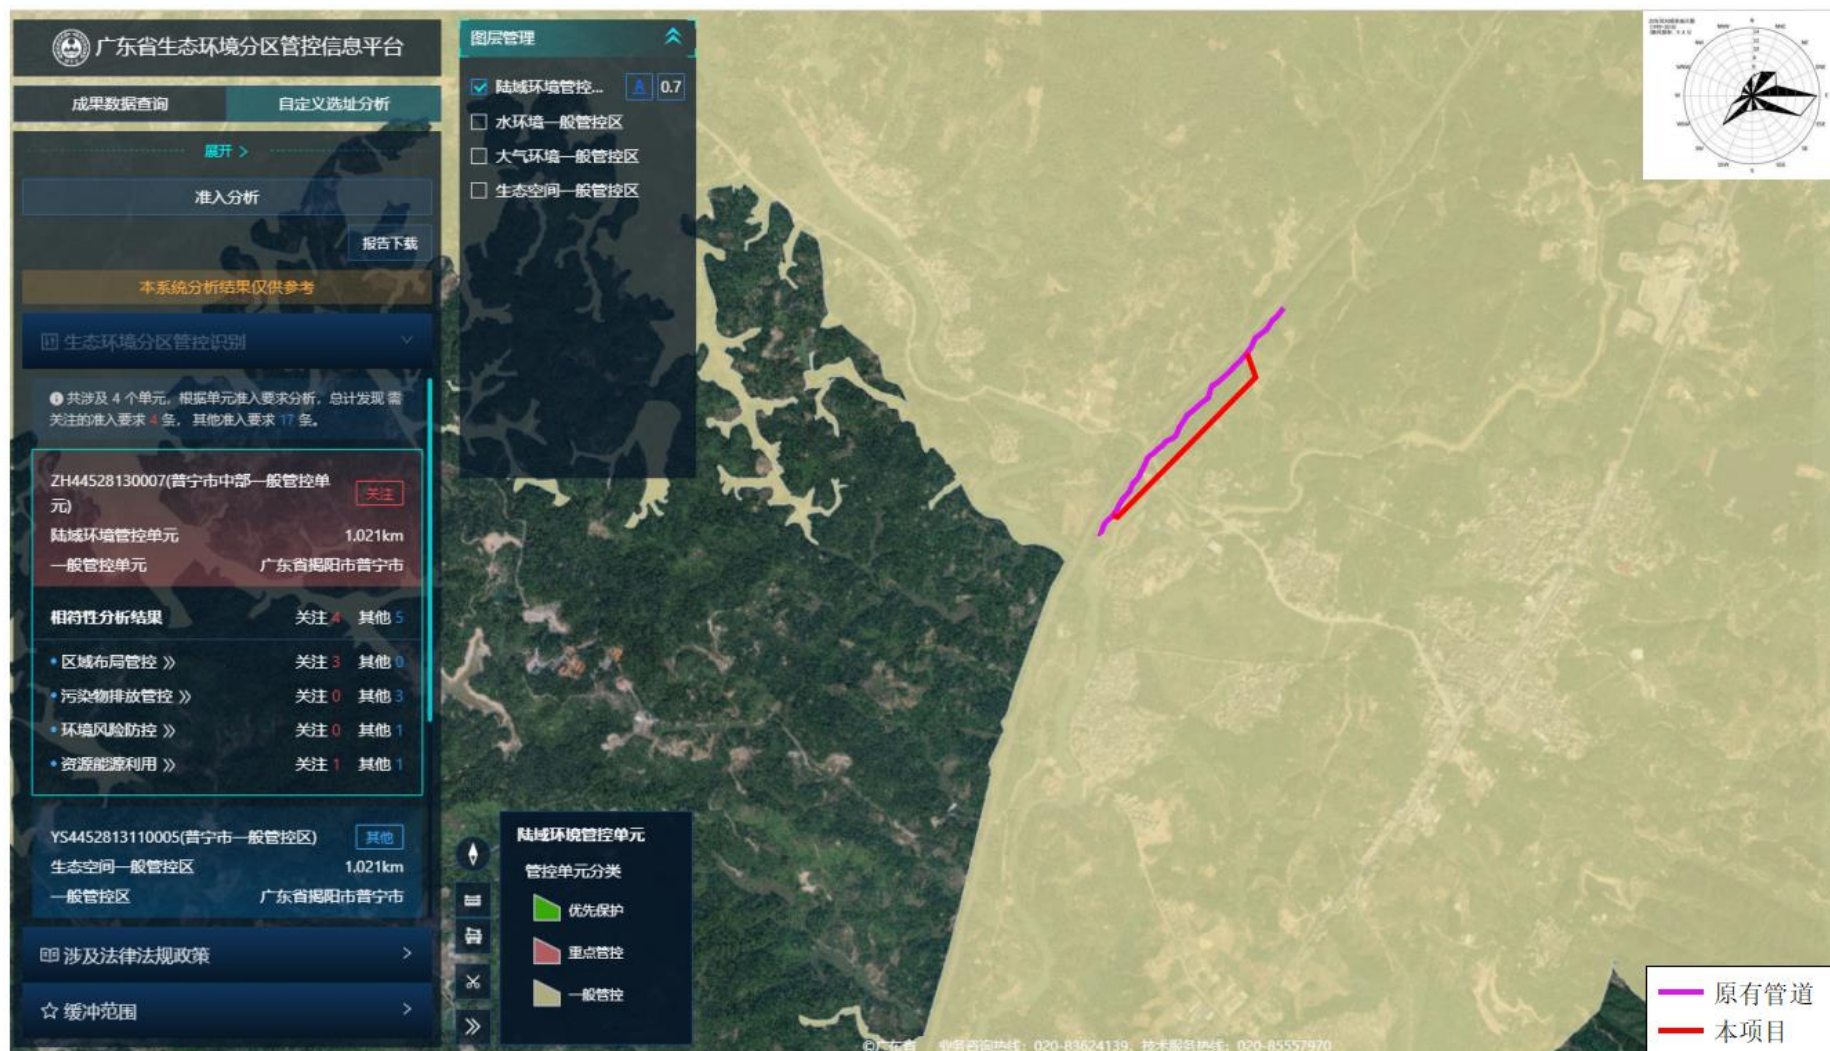 广东省生态环境分区管控信息平台
成果数据查询
自定义选址分析
展开 >
准入分析
报告下载
本系统分析结果仅供参考
生态环境分区管控识别
共涉及 4 个单元，根据单元准入要求分析，总计发现 需
关注的准入要求 4 条， 其他准入要求 17 条。
ZH44528130007(普宁市中部一般管控单
元)
关注
陆域环境管控单元 1.021km
一般管控单元 广东省揭阳市普宁市
相符性分析结果 关注 4 其他 5
• 区域布局管控 》 关注 3 其他 0
• 污染物排放管控 》 关注 0 其他 3
• 环境风险防控 》 关注 0 其他 1
• 资源能源利用 》 关注 1 其他 1
YS4452813110005(普宁市一般管控区) 其他
生态空间一般管控区 1.021km
一般管控区 广东省揭阳市普宁市
涉及法律法规政策 >
缓冲范围 >
图层管理
陆域环境管控... 0.7
水环境一般管控区
大气环境一般管控区
生态空间一般管控区
陆域环境管控单元
管控单元分类
优先保护
重点管控
一般管控
原有管道
本项目
业务咨询热线：020-83624139，技术服务热线：020-85557970